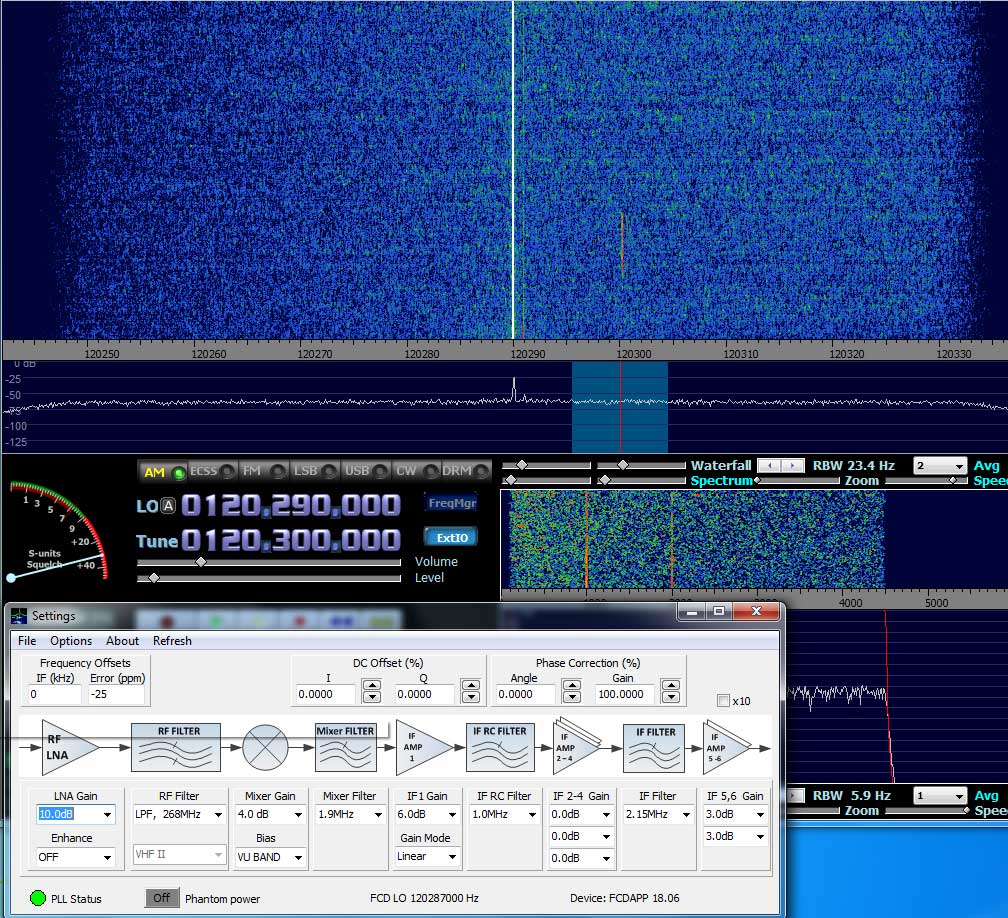 120250 120260 120270 120280 120290 120300 120310 120320 120330
0 dB
-25
-50
-75
-100
-125
AM ECSS FM LSB USB CW DRM
Waterfall RBW 23.4 Hz 2 Avg
Spectrum Zoom Spee
LO A 0120.290.000 FreqMgr
Tune 0120.300.000 ExtIO
Volume
Level
1 3 5 7 9 +20 +40
S-units
Squelch
4000 5000
Settings
File Options About Refresh
Frequency Offsets DC Offset (%) Phase Correction (%)
IF (kHz) Error (ppm) I Q Angle Gain
0 -25 0.0000 0.0000 0.0000 100.0000 x10
RF LNA RF FILTER Mixer FILTER IF AMP 1 IF RC FILTER IF AMP 2-4 IF FILTER IF AMP 5-6
LNA Gain RF Filter Mixer Gain Mixer Filter IF1 Gain IF RC Filter IF 2-4 Gain IF Filter IF 5,6 Gain
10.0dB LPF, 268MHz 4.0 dB 1.9MHz 6.0dB 1.0MHz 0.0dB 2.15MHz 3.0dB
Enhance Bias Gain Mode 0.0dB 3.0dB
OFF VHF II VU BAND Linear 0.0dB
RBW 5.9 Hz 1 Avg
Zoom Spee
PLL Status Off Phantom power FCD LO 120287000 Hz Device: FCDAPP 18.06